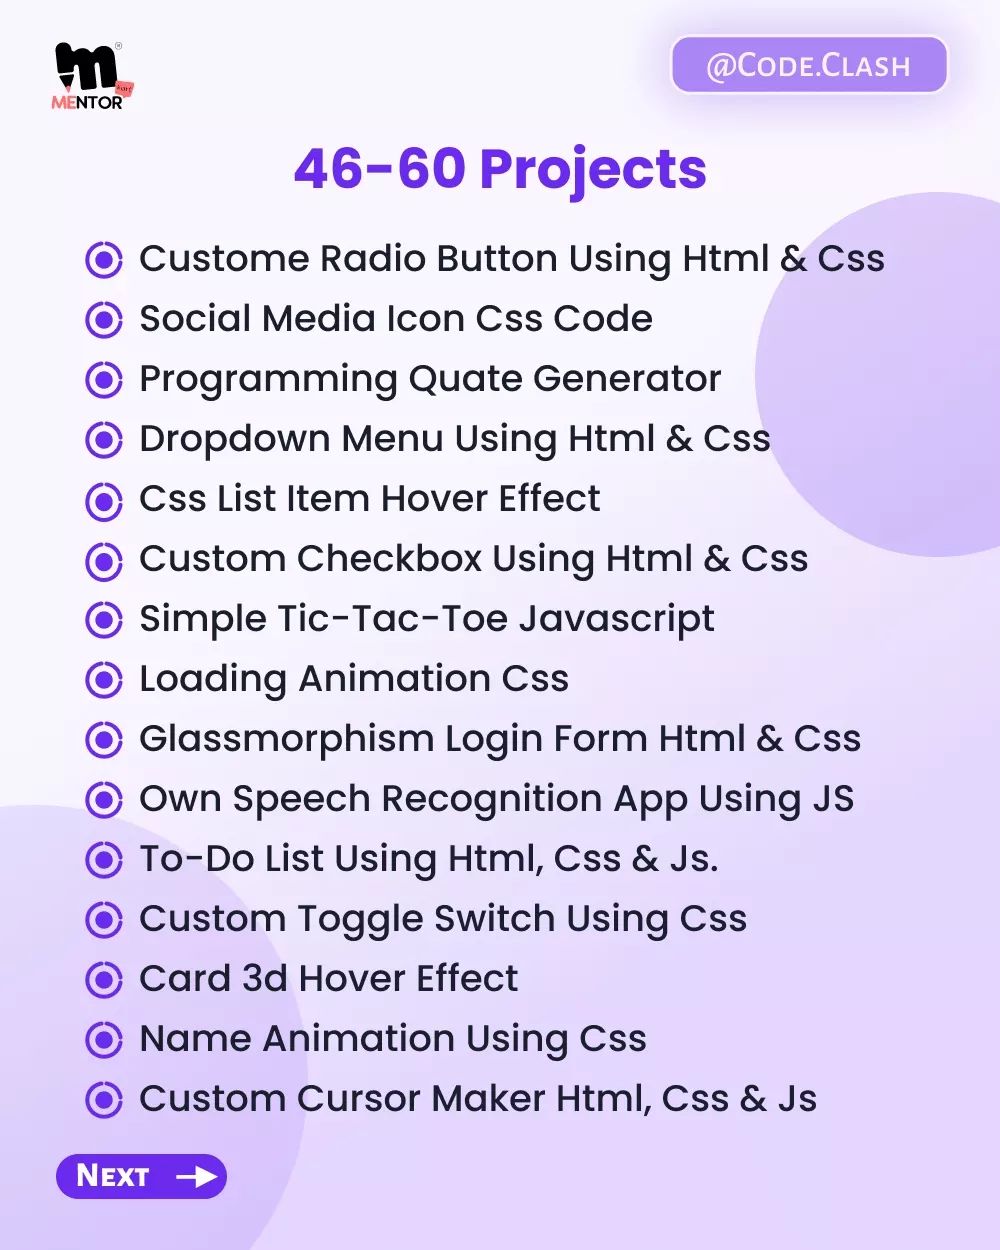 m®
MENTOR
@CODE.CLASH
46-60 Projects
Custome Radio Button Using Html & Css
Social Media Icon Css Code
Programming Quate Generator
Dropdown Menu Using Html & Css
Css List Item Hover Effect
Custom Checkbox Using Html & Css
Simple Tic-Tac-Toe Javascript
Loading Animation Css
Glassmorphism Login Form Html & Css
Own Speech Recognition App Using JS
To-Do List Using Html, Css & Js.
Custom Toggle Switch Using Css
Card 3d Hover Effect
Name Animation Using Css
Custom Cursor Maker Html, Css & Js
NEXT